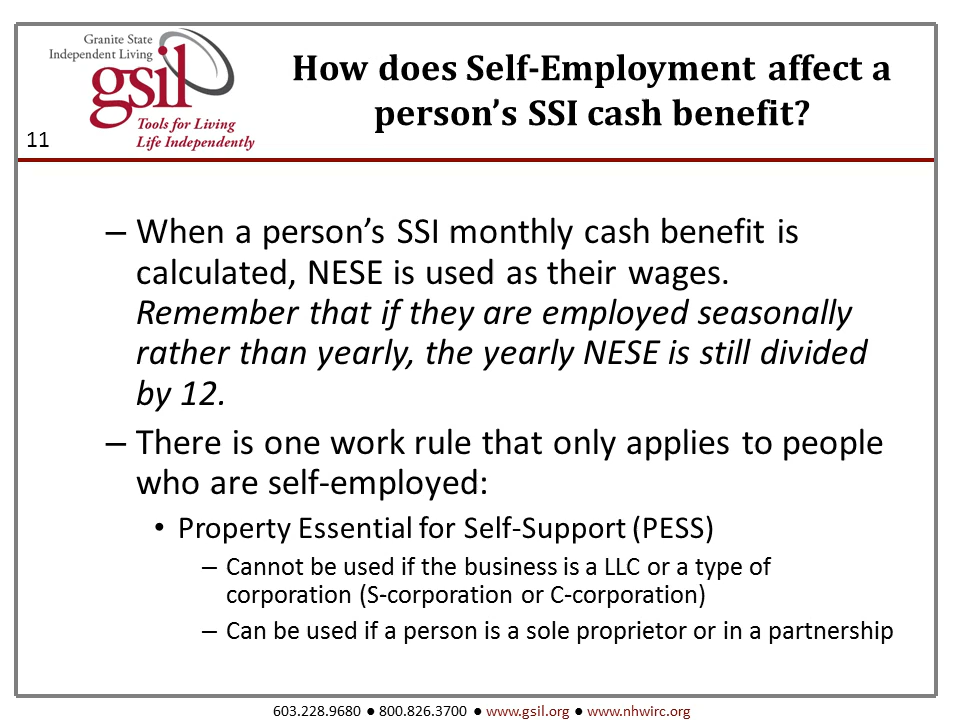 Granite State
Independent Living
gsil
Tools for Living
Life Independently
11
How does Self-Employment affect a
person’s SSI cash benefit?
– When a person’s SSI monthly cash benefit is
calculated, NESE is used as their wages.
Remember that if they are employed seasonally
rather than yearly, the yearly NESE is still divided
by 12.
– There is one work rule that only applies to people
who are self-employed:
• Property Essential for Self-Support (PESS)
– Cannot be used if the business is a LLC or a type of
corporation (S-corporation or C-corporation)
– Can be used if a person is a sole proprietor or in a partnership
603.228.9680 ● 800.826.3700 ● www.gsil.org ● www.nhwirc.org